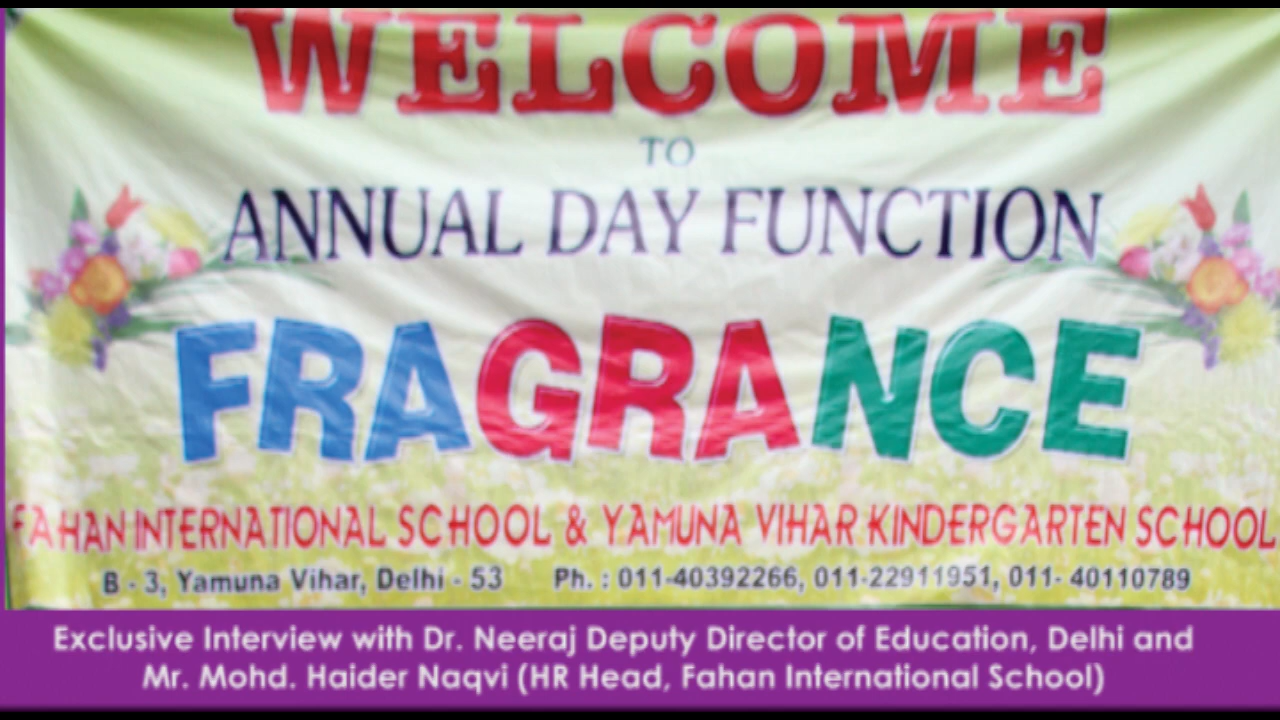 WELCOME
TO
ANNUAL DAY FUNCTION
FRAGRANCE
FAHAN INTERNATIONAL SCHOOL & YAMUNA VIHAR KINDERGARTEN SCHOOL
B - 3, Yamuna Vihar, Delhi - 53 Ph. : 011-40392266, 011-22911951, 011- 40110789
Exclusive Interview with Dr. Neeraj Deputy Director of Education, Delhi and
Mr. Mohd. Haider Naqvi (HR Head, Fahan International School)